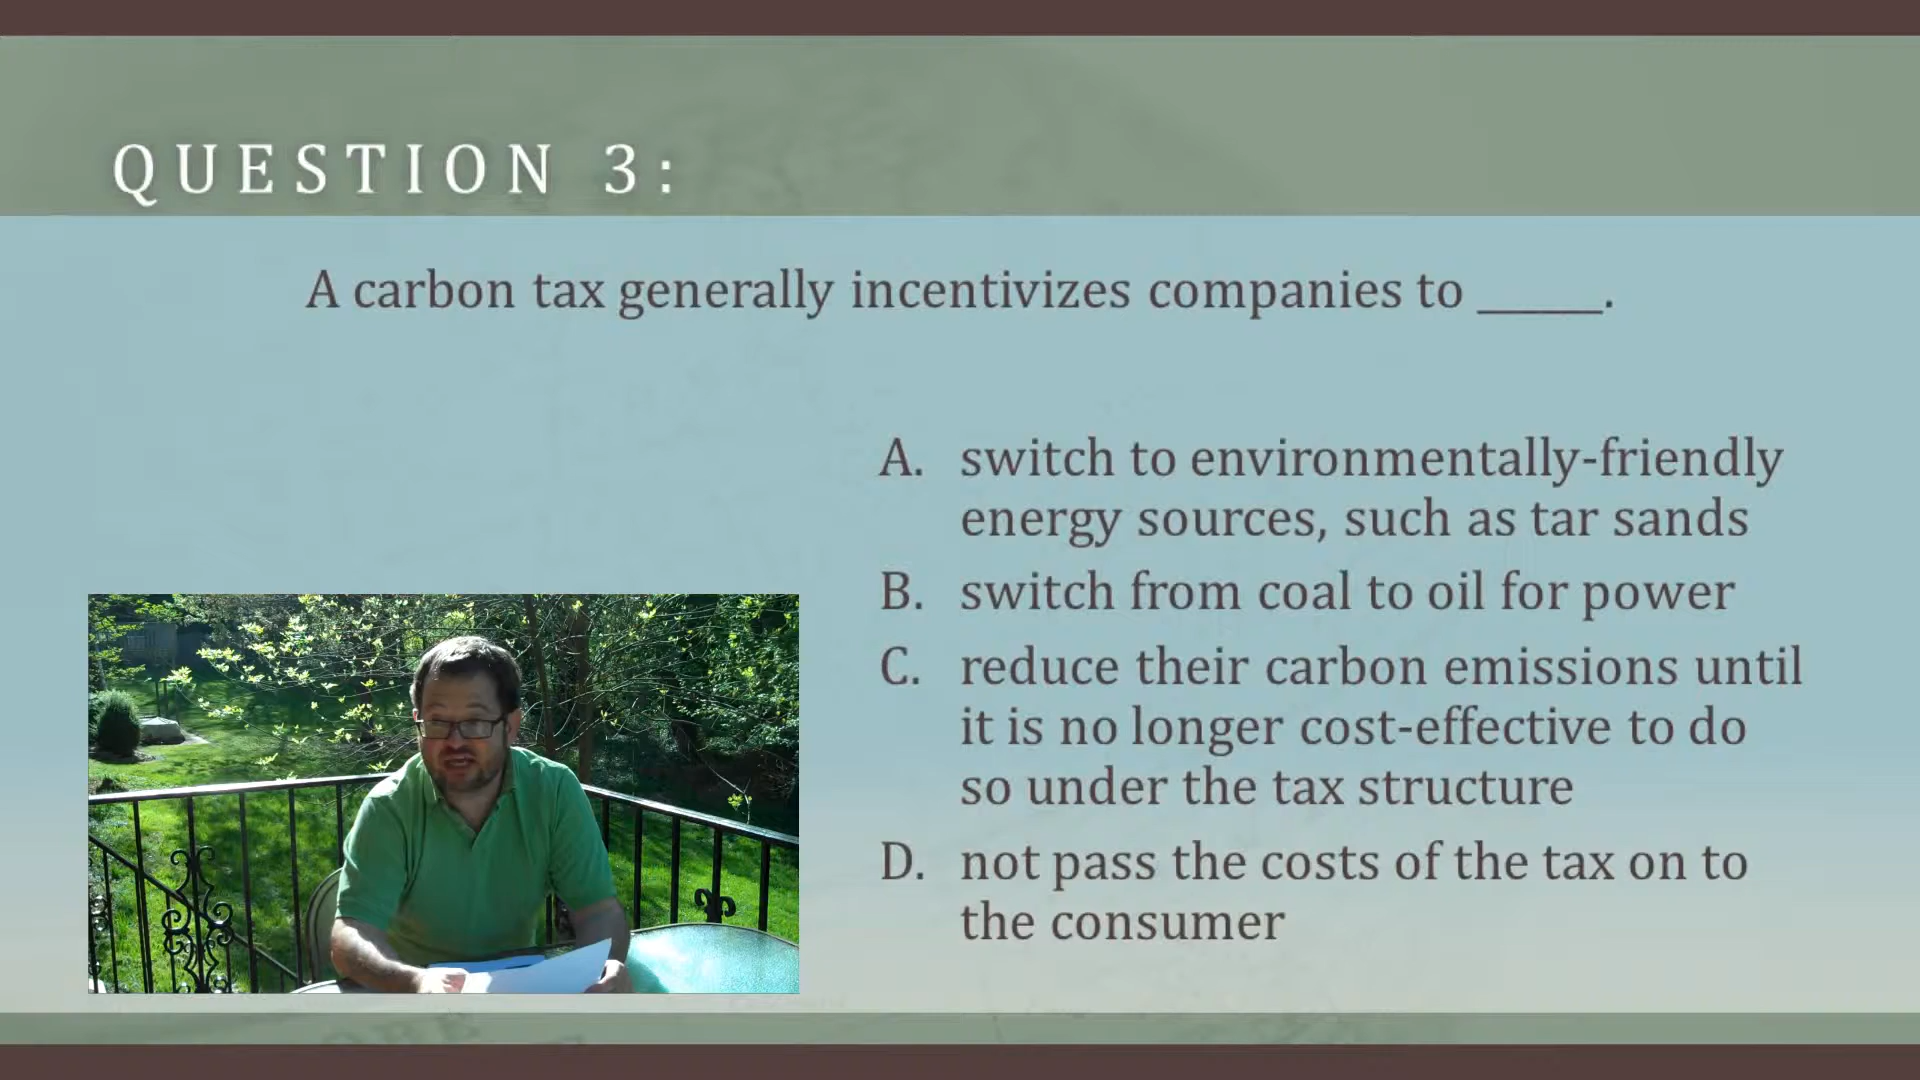 QUESTION 3:
A carbon tax generally incentivizes companies to ______.
A. switch to environmentally-friendly
energy sources, such as tar sands
B. switch from coal to oil for power
C. reduce their carbon emissions until
it is no longer cost-effective to do
so under the tax structure
D. not pass the costs of the tax on to
the consumer